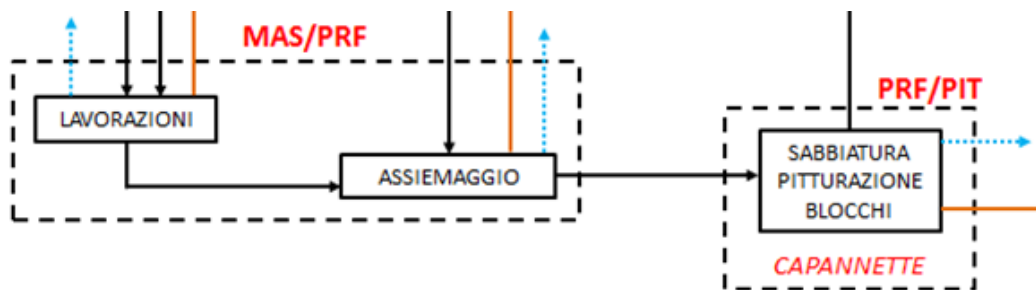 MAS/PRF
LAVORAZIONI
ASSIEMAGGIO
PRF/PIT
SABBIATURA
PITTURAZIONE
BLOCCHI
CAPANNETTE